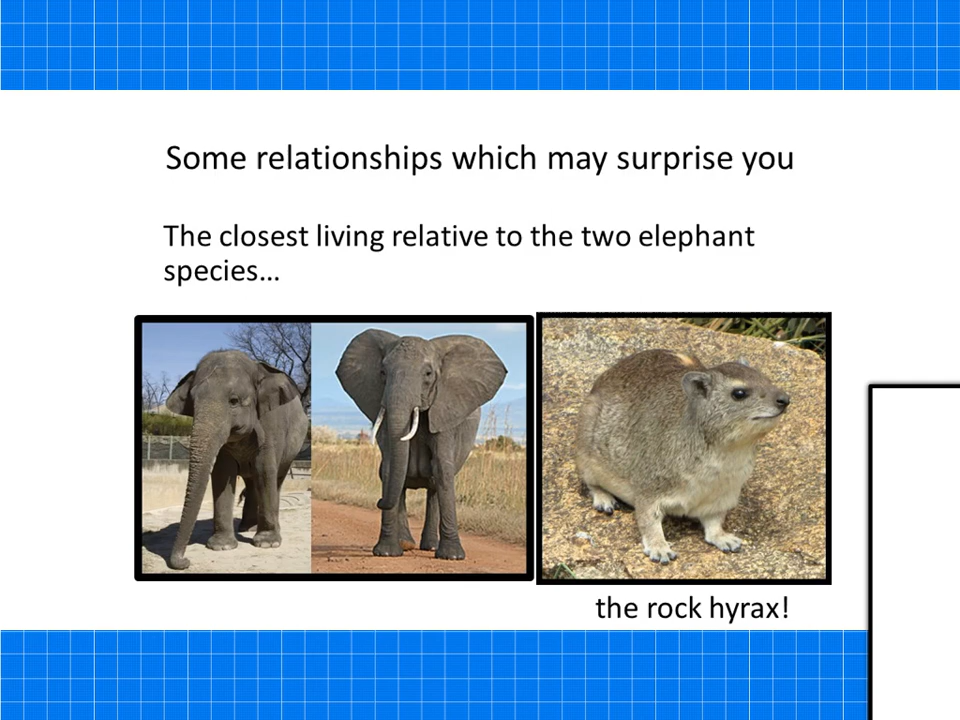 Some relationships which may surprise you
The closest living relative to the two elephant
species…
the rock hyrax!